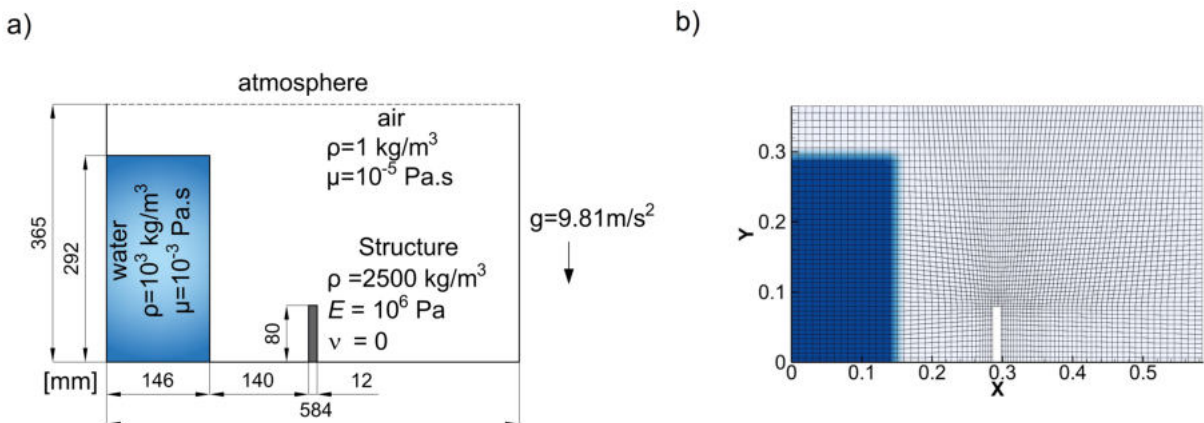 a)
atmosphere
air
ρ=1 kg/m³
μ=10⁻⁵ Pa.s
365
292
water
ρ=10³ kg/m³
μ=10⁻³ Pa.s
g=9.81m/s²
Structure
ρ =2500 kg/m³
E = 10⁶ Pa
ν = 0
80
[mm]
146
140
12
584
b)
Y
0.3
0.2
0.1
0
0
0.1
0.2
0.3
0.4
0.5
X